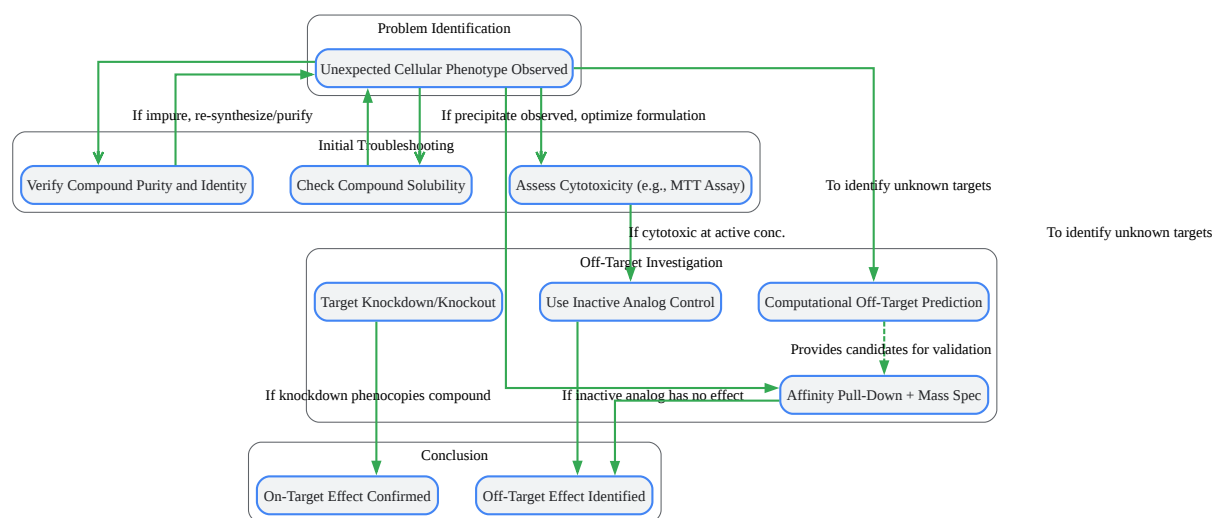 Problem Identification
Unexpected Cellular Phenotype Observed
If impure, re-synthesize/purify
If precipitate observed, optimize formulation
Initial Troubleshooting
Verify Compound Purity and Identity
Check Compound Solubility
Assess Cytotoxicity (e.g., MTT Assay)
To identify unknown targets
If cytotoxic at active conc.
To identify unknown targets
Off-Target Investigation
Target Knockdown/Knockout
Use Inactive Analog Control
Computational Off-Target Prediction
Provides candidates for validation
If knockdown phenocopies compound
If inactive analog has no effect
Affinity Pull-Down + Mass Spec
Conclusion
On-Target Effect Confirmed
Off-Target Effect Identified